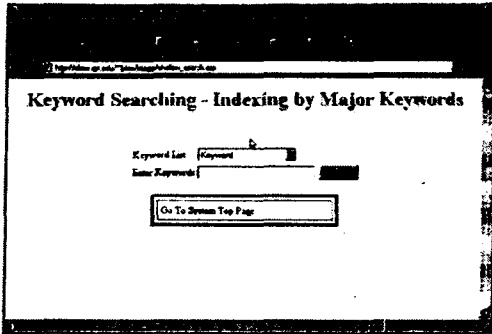 Keyword Searching - Indexing by Major Keywords
Keyword List Keyword
Enter Keywords
Go To System Top Page